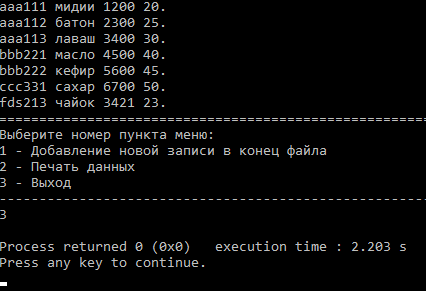 aaa111 мидии 1200 20.
aaa112 батон 2300 25.
aaa113 лаваш 3400 30.
bbb221 масло 4500 40.
bbb222 кефир 5600 45.
ccc331 сахар 6700 50.
fds213 чайок 3421 23.
=====================================================
Выберите номер пункта меню:
1 - Добавление новой записи в конец файла
2 - Печать данных
3 - Выход
-----------------------------------------------------
3
Process returned 0 (0x0)   execution time : 2.203 s
Press any key to continue.